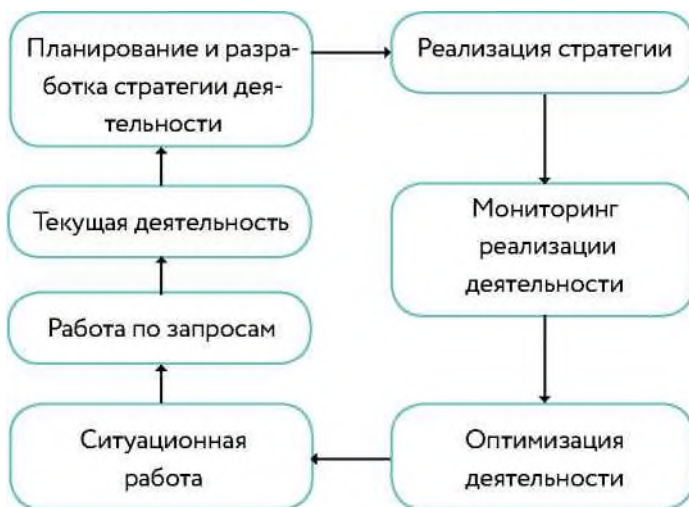 Планирование и разра-
ботка стратегии дея-
тельности
Реализация стратегии
Текущая деятельность
Мониторинг
реализации
деятельности
Работа по запросам
Ситуационная
работа
Оптимизация
деятельности